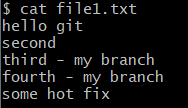 $ cat file1.txt
hello git
second
third - my branch
fourth - my branch
some hot fix